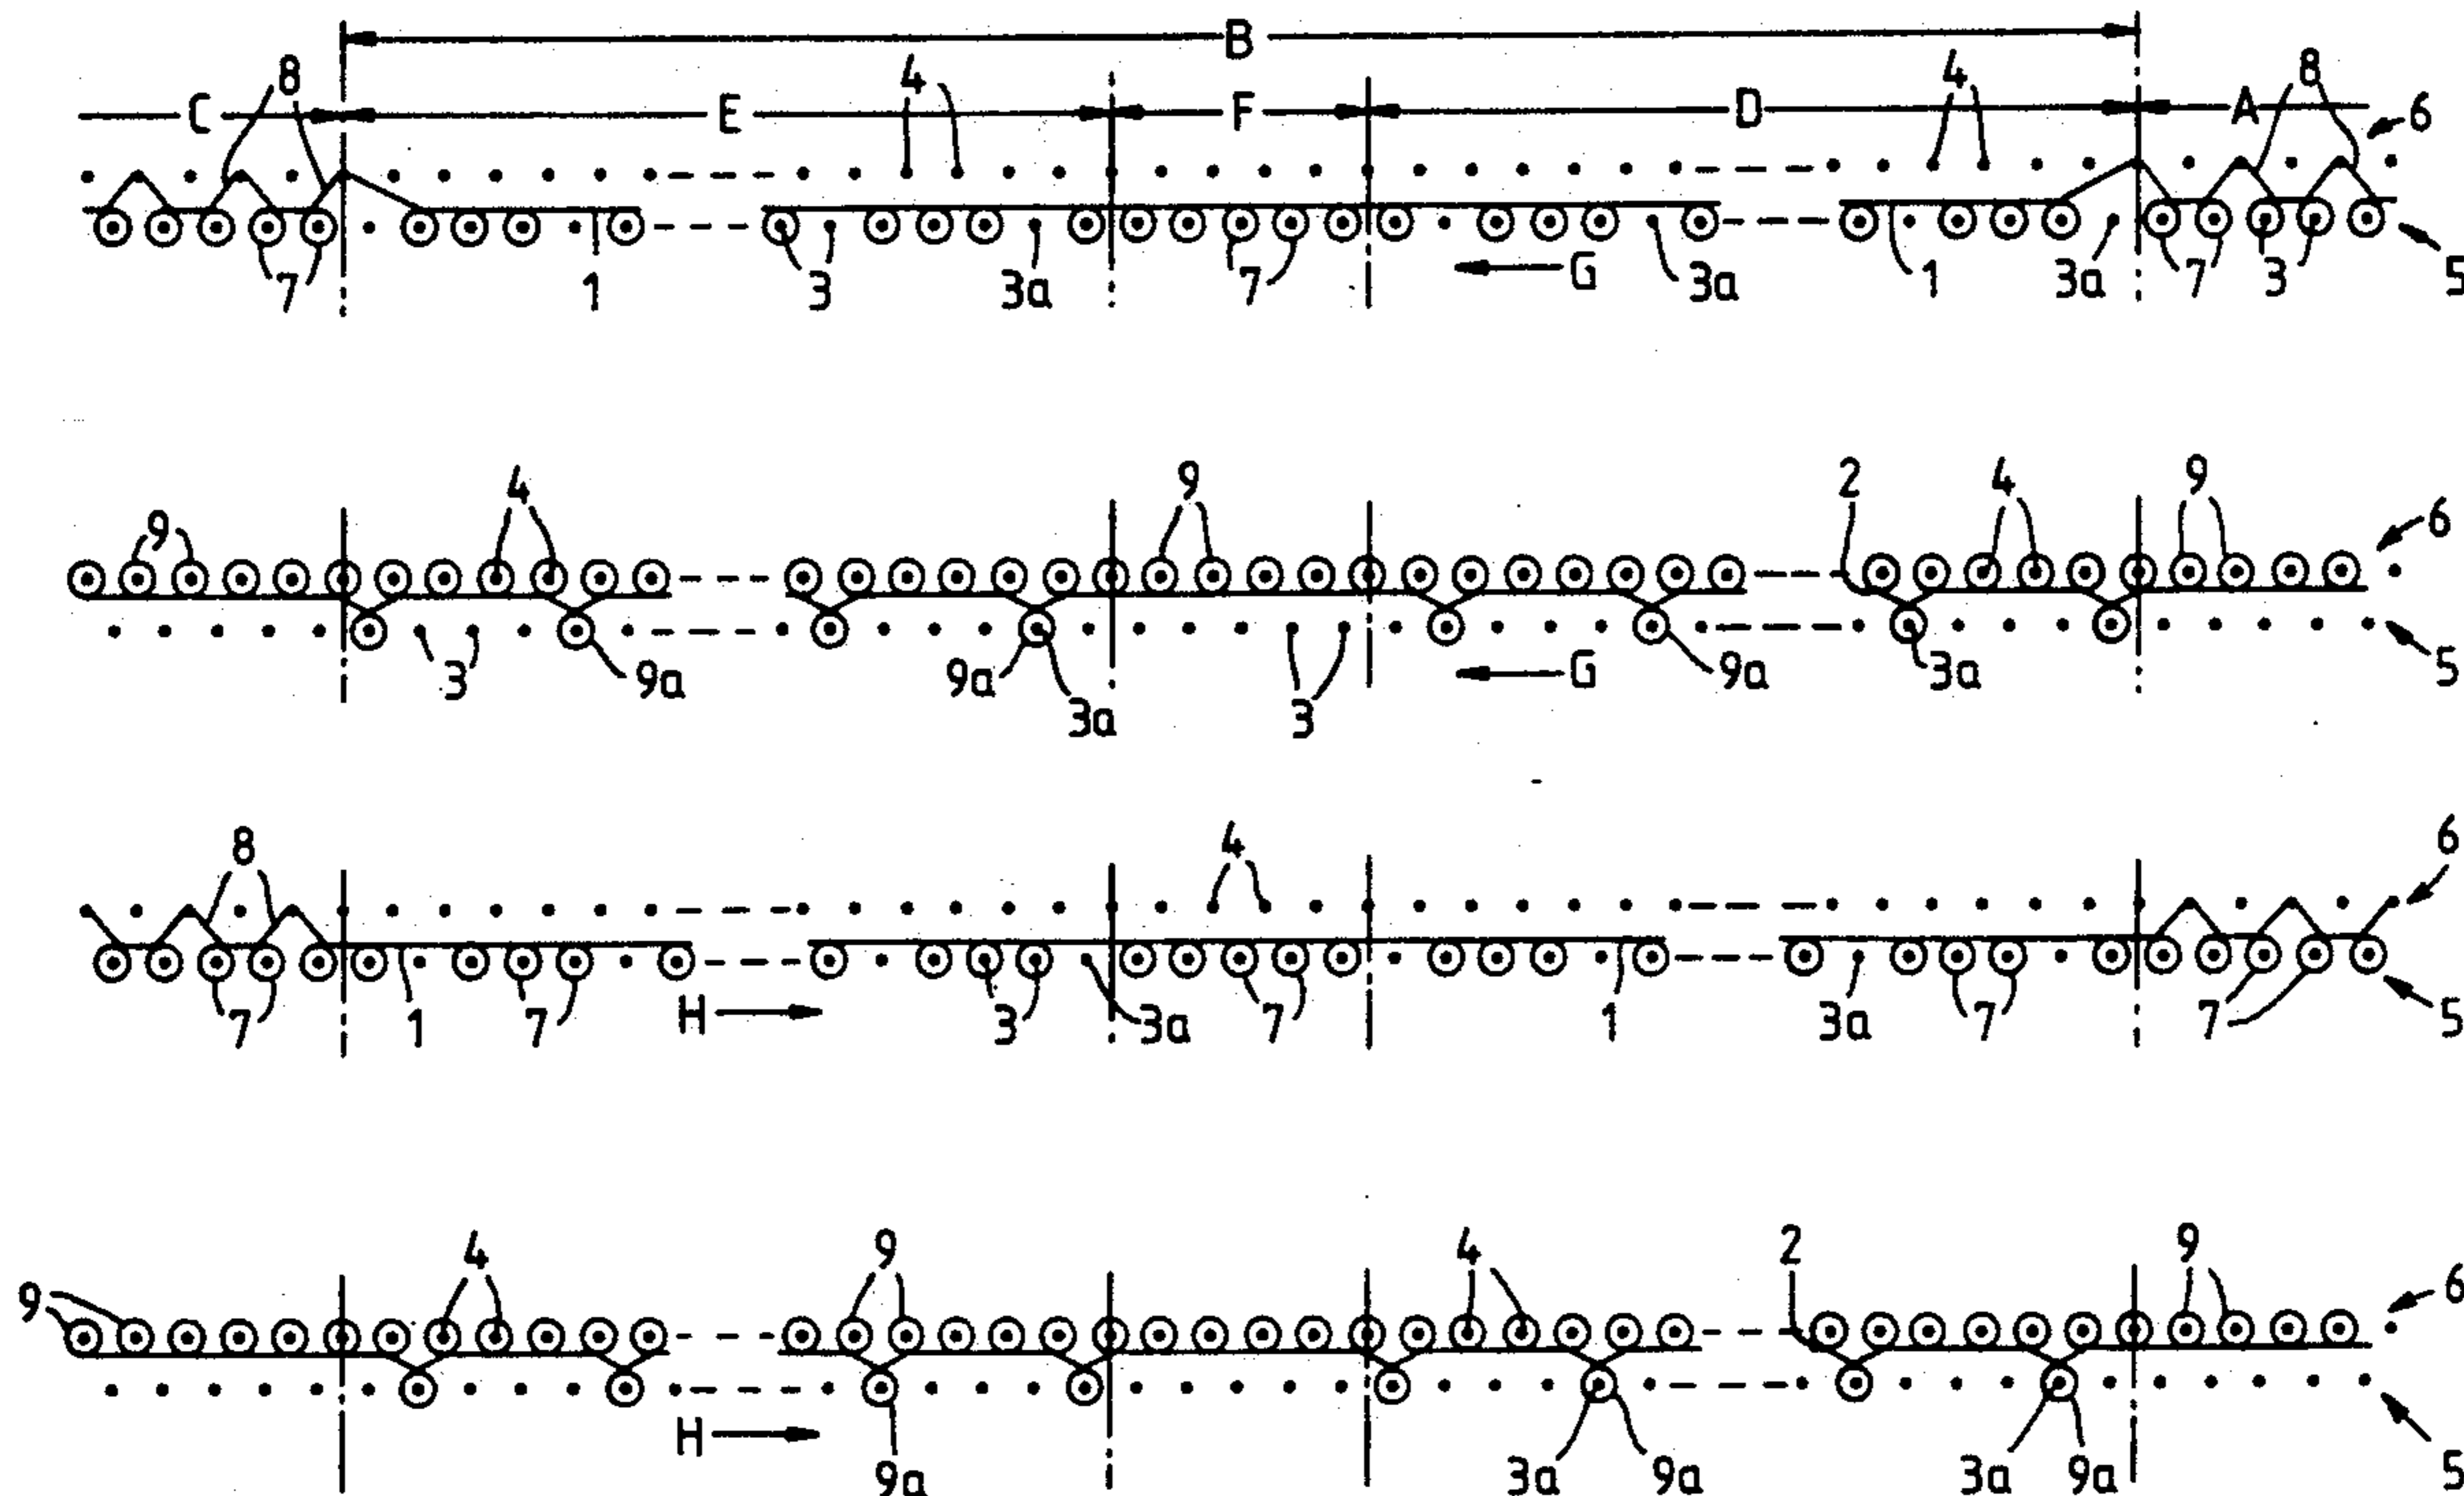 B
8 4 4 8
C E F D A 6
7 1 3 3a 7 G 3a 1 3a 7 3 5
4 9 2 4 9
9 6
3 9a 9a 3a 3 G 9a 3a 5
8 4 6
7 1 7 H 3 3a 7 1 3a 7 7 5
4 9 4 2 9
9 6
H 9a 3a 9a 3a 9a 5